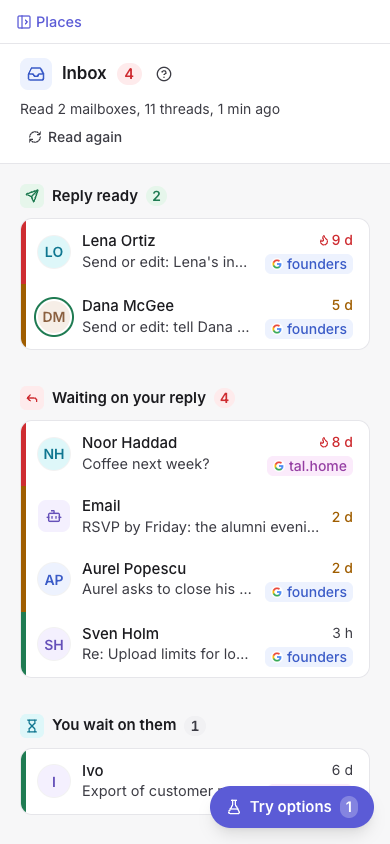 Places
Inbox 4
Read 2 mailboxes, 11 threads, 1 min ago
Read again
Reply ready 2
LO
Lena Ortiz
9 d
Send or edit: Lena's in...
founders
DM
Dana McGee
5 d
Send or edit: tell Dana ...
founders
Waiting on your reply 4
NH
Noor Haddad
8 d
Coffee next week?
tal.home
Email
RSVP by Friday: the alumni eveni...
2 d
AP
Aurel Popescu
2 d
Aurel asks to close his ...
founders
SH
Sven Holm
3 h
Re: Upload limits for lo...
founders
You wait on them 1
I
Ivo
6 d
Export of customer
Try options 1